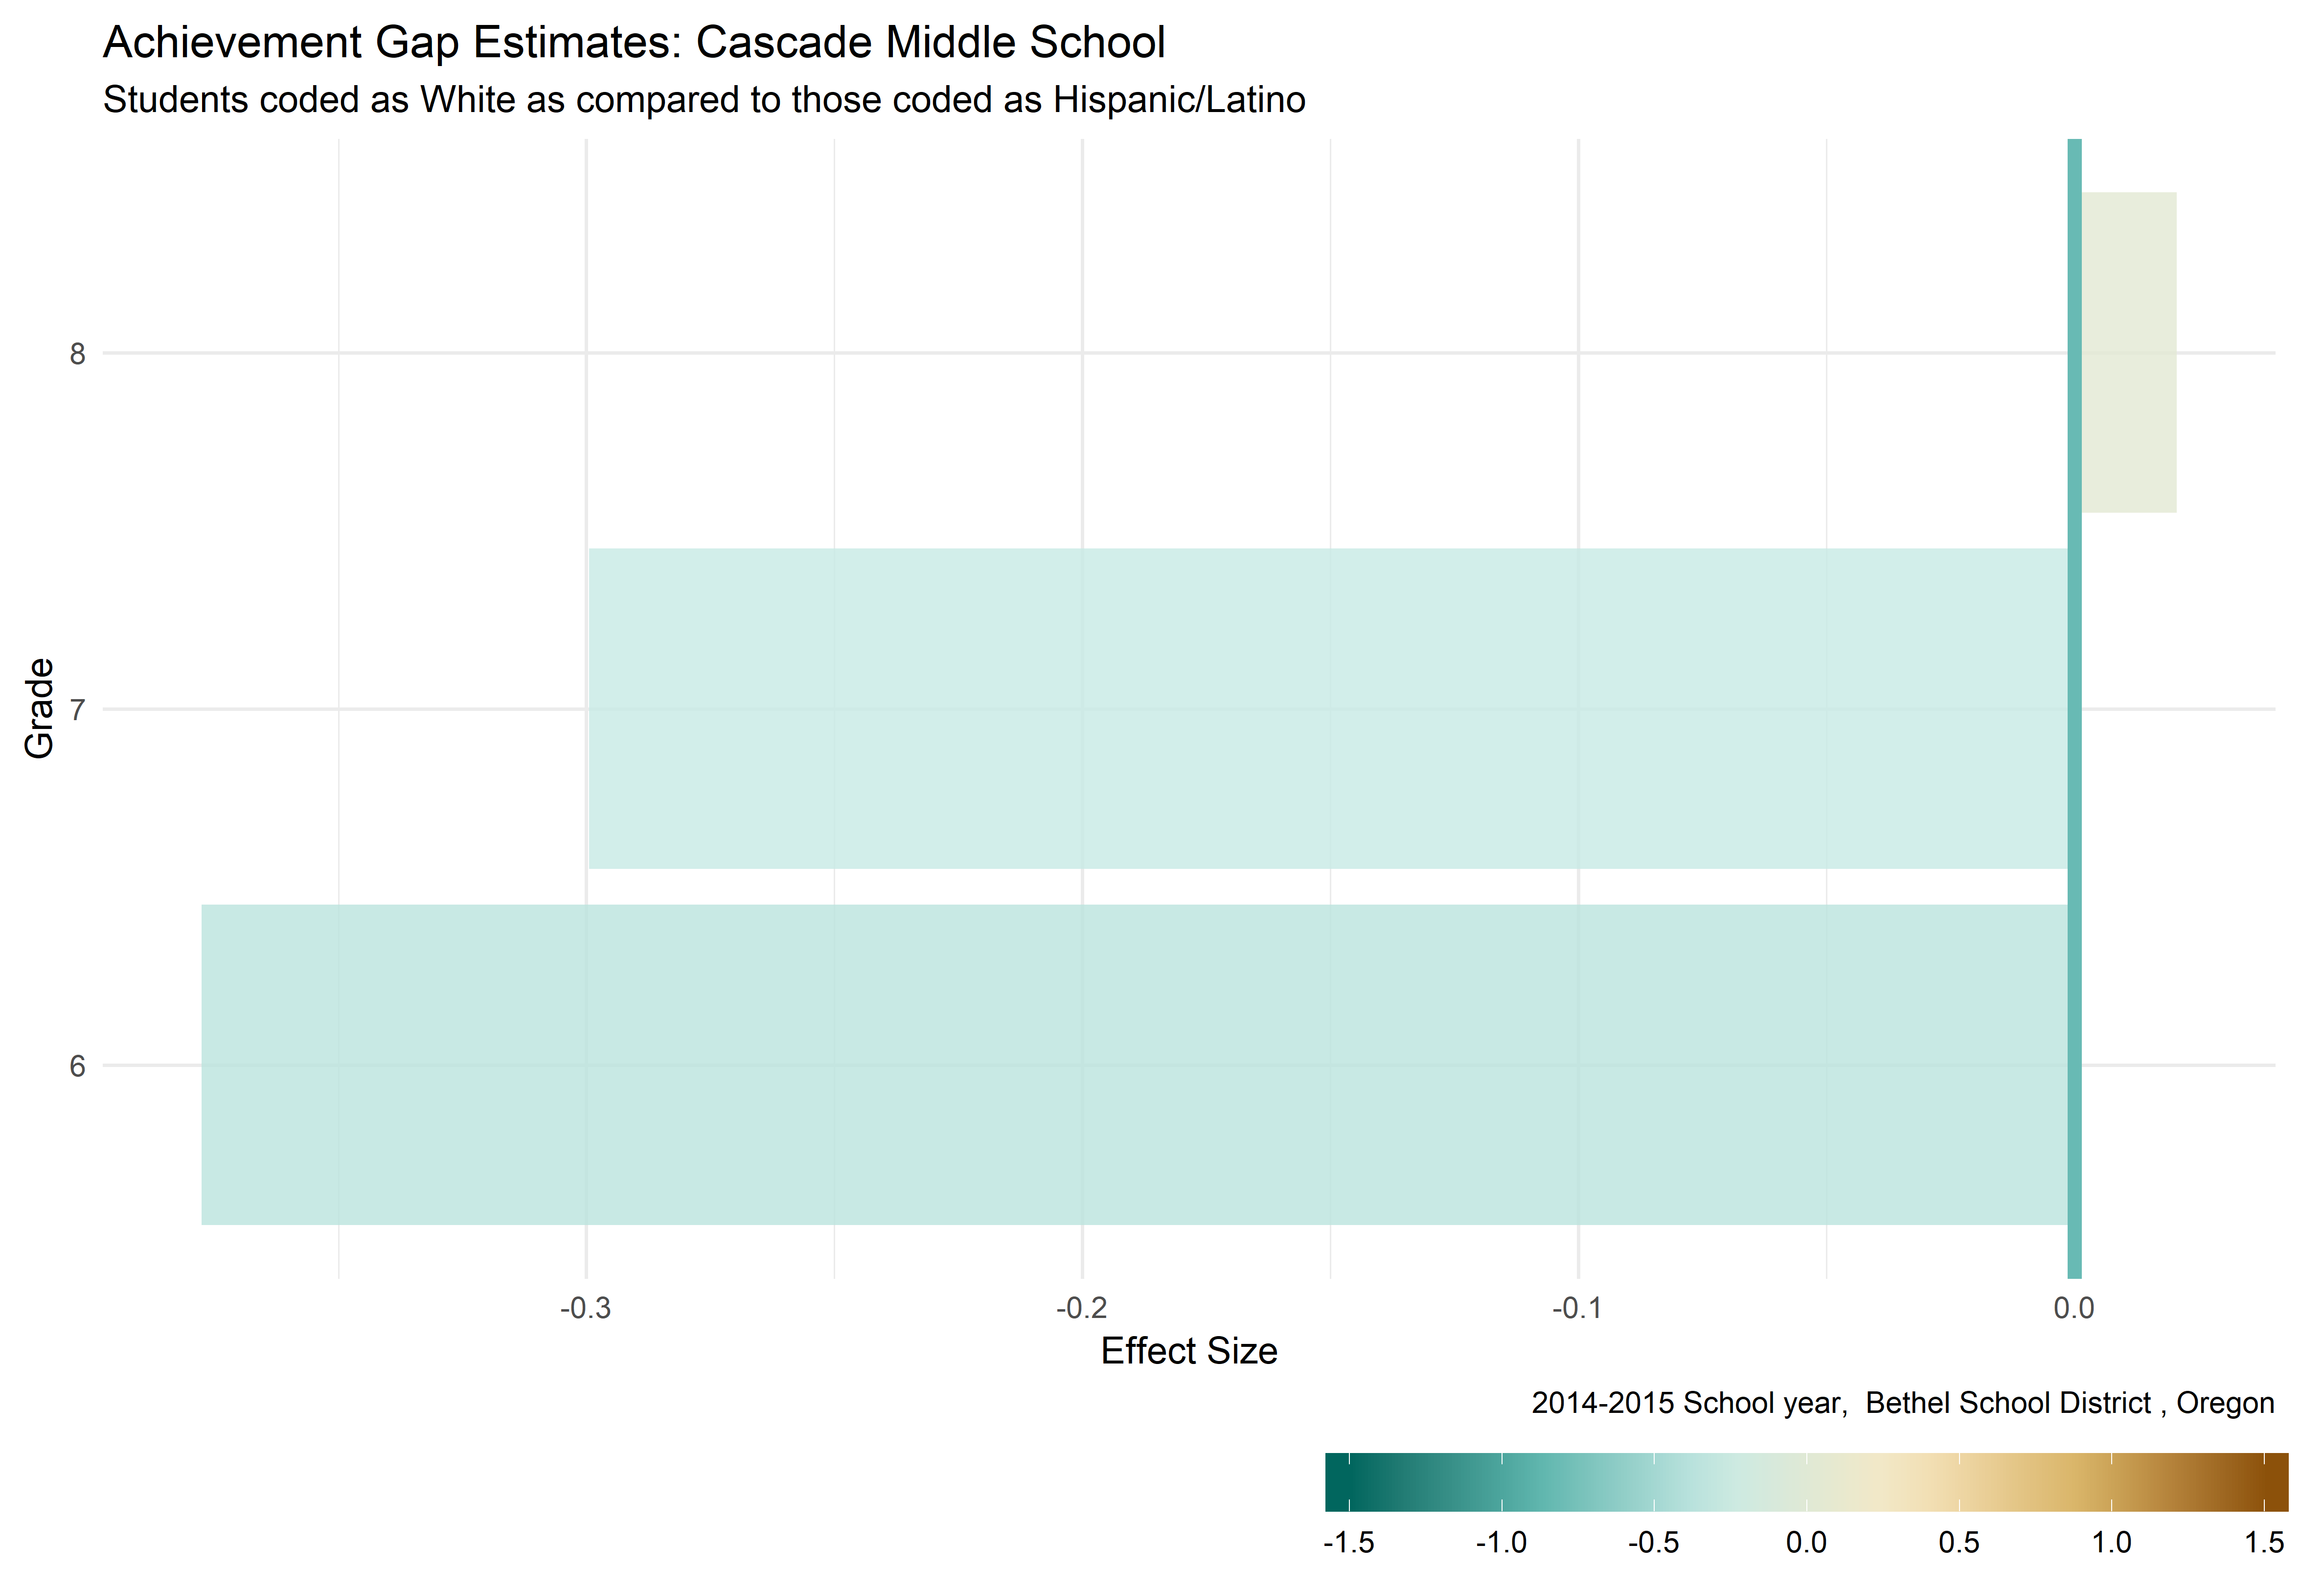 Achievement Gap Estimates: Cascade Middle School
Students coded as White as compared to those coded as Hispanic/Latino
8
7
6
Grade
-0.3 -0.2 -0.1 0.0
Effect Size
2014-2015 School year,  Bethel School District , Oregon
-1.5 -1.0 -0.5 0.0 0.5 1.0 1.5